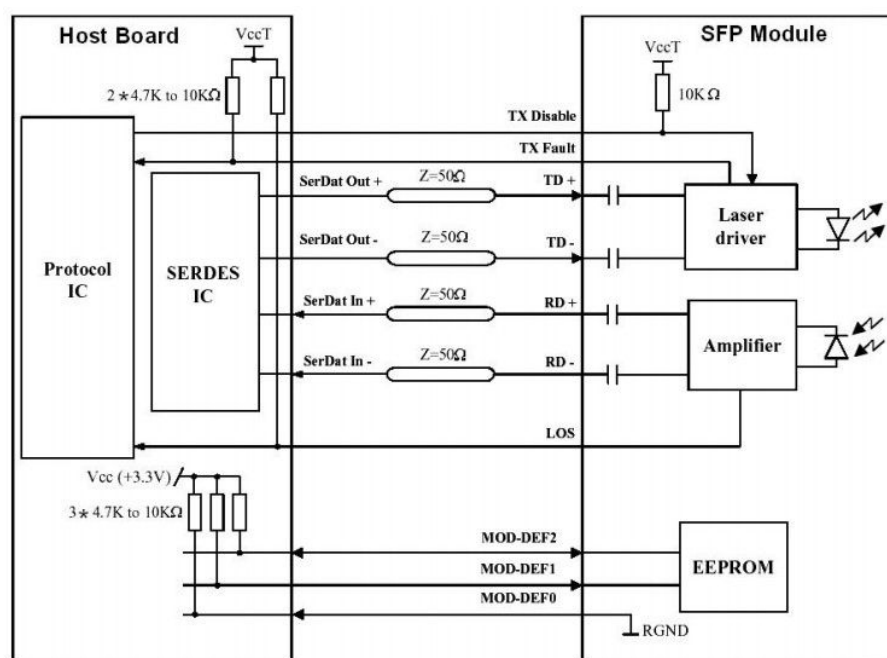 Host Board
SFP Module
VccT
VccT
2*4.7K to 10KΩ
10KΩ
TX Disable
TX Fault
SerDat Out +
Z=50Ω
TD +
SerDat Out -
Z=50Ω
TD -
Laser
driver
Protocol
IC
SERDES
IC
SerDat In +
Z=50Ω
RD +
SerDat In -
Z=50Ω
RD -
Amplifier
LOS
Vcc (+3.3V)
3*4.7K to 10KΩ
MOD-DEF2
MOD-DEF1
MOD-DEF0
EEPROM
RGND